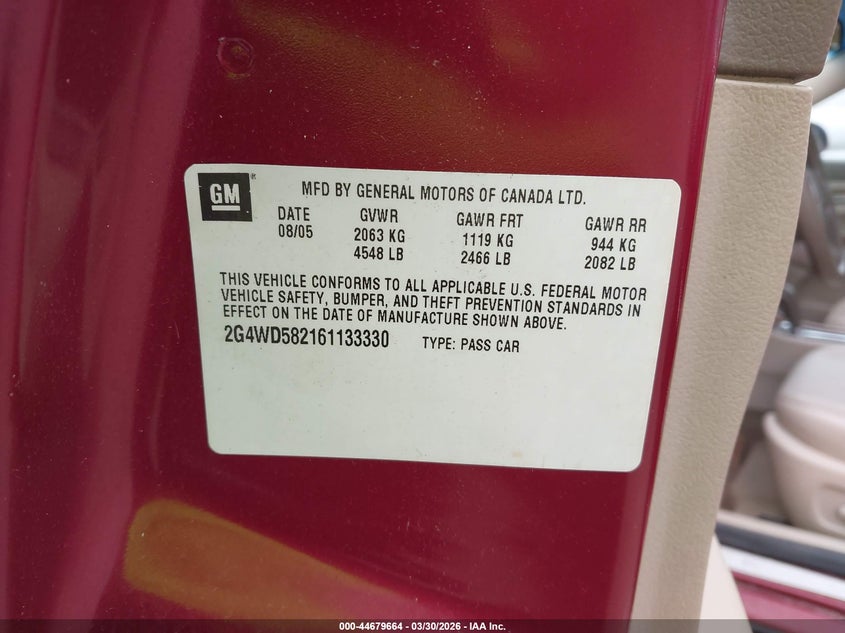 GM
MFD BY GENERAL MOTORS OF CANADA LTD.
DATE GVWR GAWR FRT GAWR RR
08/05 2063 KG 1119 KG 944 KG
4548 LB 2466 LB 2082 LB
THIS VEHICLE CONFORMS TO ALL APPLICABLE U.S. FEDERAL MOTOR
VEHICLE SAFETY, BUMPER, AND THEFT PREVENTION STANDARDS IN
EFFECT ON THE DATE OF MANUFACTURE SHOWN ABOVE.
2G4WD582161133330 TYPE: PASS CAR
000-44679664 | 03/30/2026 - IAA Inc.